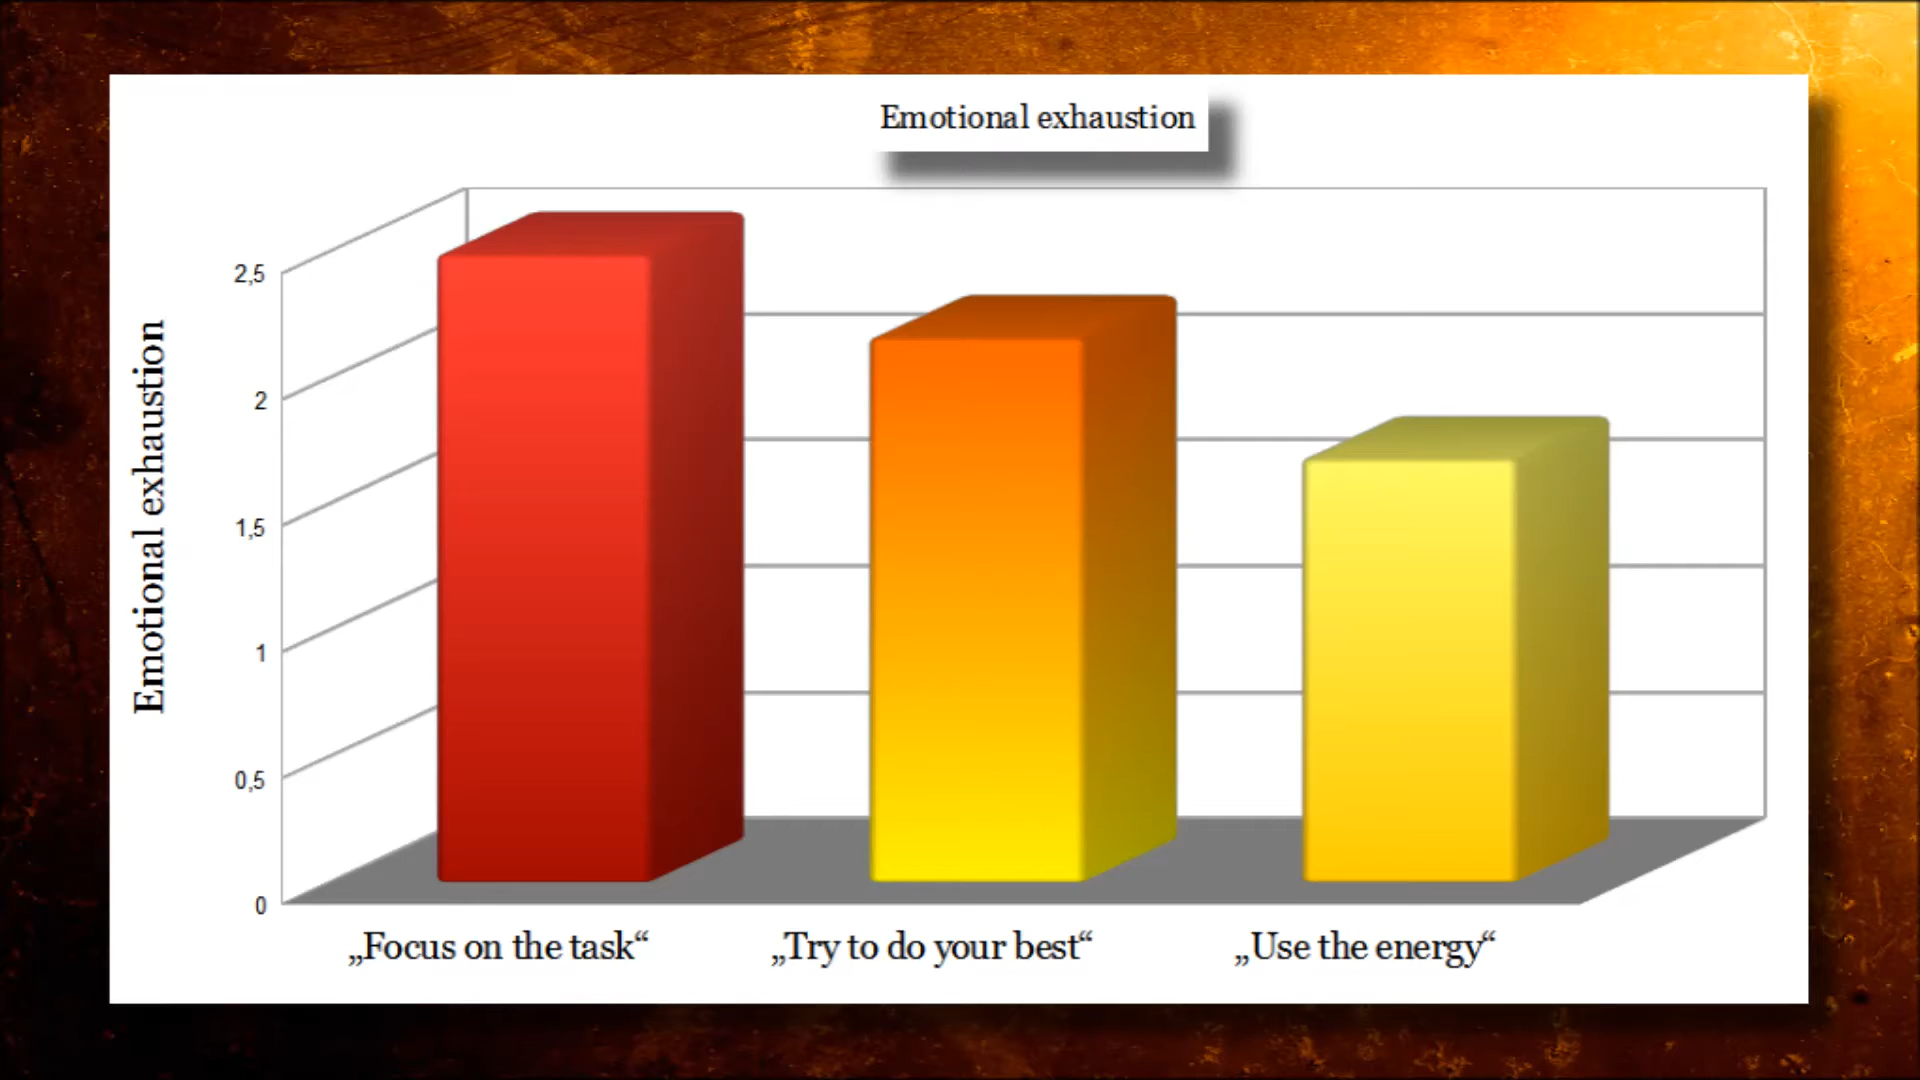 Emotional exhaustion
Emotional exhaustion
2,5
2
1,5
1
0,5
0
„Focus on the task“
„Try to do your best“
„Use the energy“